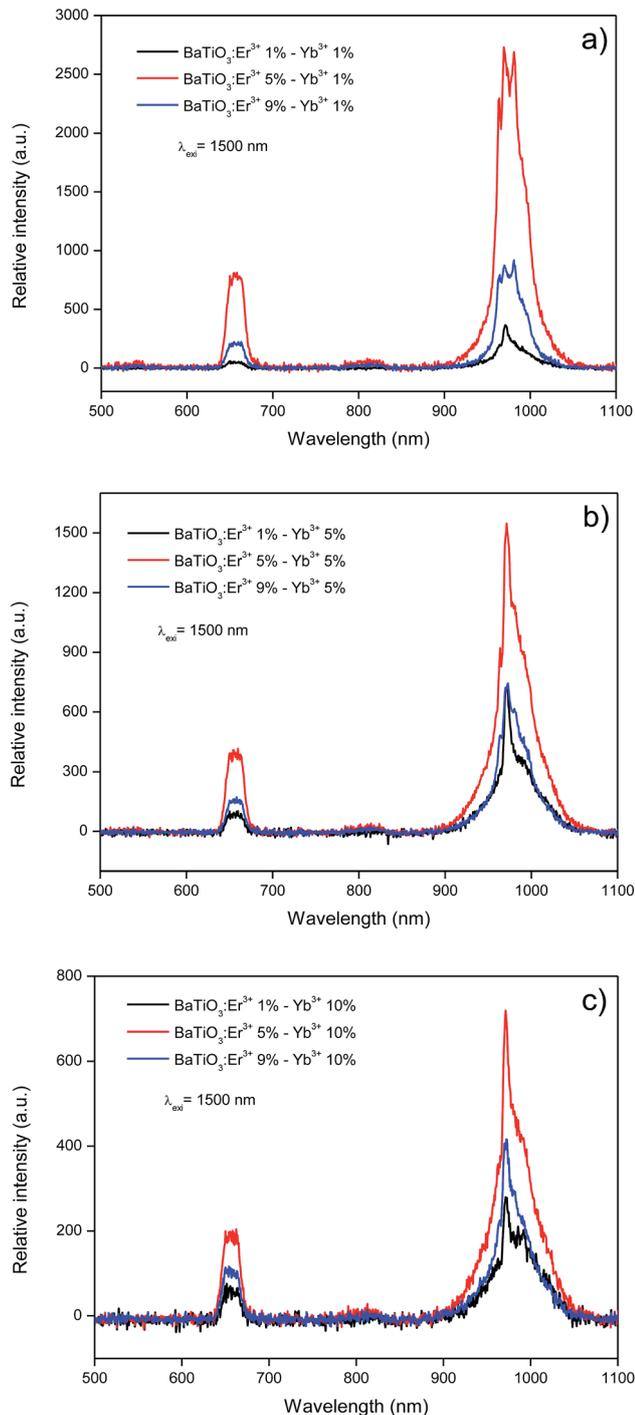 a)
3000
2500
2000
1500
1000
500
0
BaTiO₃:Er³⁺ 1% - Yb³⁺ 1%
BaTiO₃:Er³⁺ 5% - Yb³⁺ 1%
BaTiO₃:Er³⁺ 9% - Yb³⁺ 1%
λexi= 1500 nm
Relative intensity (a.u.)
500 600 700 800 900 1000 1100
Wavelength (nm)
b)
1500
1200
900
600
300
0
BaTiO₃:Er³⁺ 1% - Yb³⁺ 5%
BaTiO₃:Er³⁺ 5% - Yb³⁺ 5%
BaTiO₃:Er³⁺ 9% - Yb³⁺ 5%
λexi= 1500 nm
Relative intensity (a.u.)
500 600 700 800 900 1000 1100
Wavelength (nm)
c)
800
600
400
200
0
BaTiO₃:Er³⁺ 1% - Yb³⁺ 10%
BaTiO₃:Er³⁺ 5% - Yb³⁺ 10%
BaTiO₃:Er³⁺ 9% - Yb³⁺ 10%
λexi= 1500 nm
Relative intensity (a.u.)
500 600 700 800 900 1000 1100
Wavelength (nm)